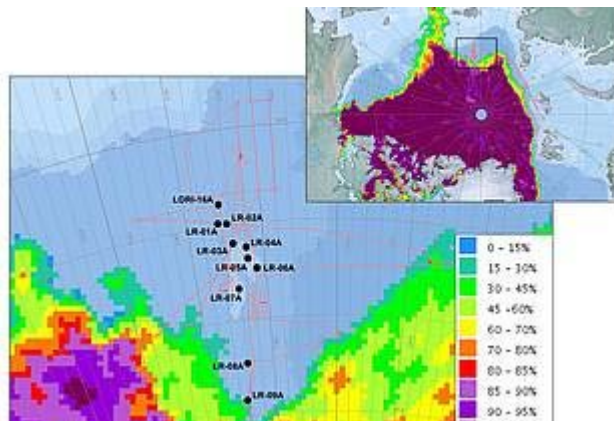 LORI-16A
LR-02A
LR-01A
LR-03A
LR-04A
LR-05A
LR-06A
LR-07A
LR-08A
LR-09A
0 – 15%
15 – 30%
30 – 45%
45 –60%
60 – 70%
70 – 80%
80 – 85%
85 – 90%
90 – 95%